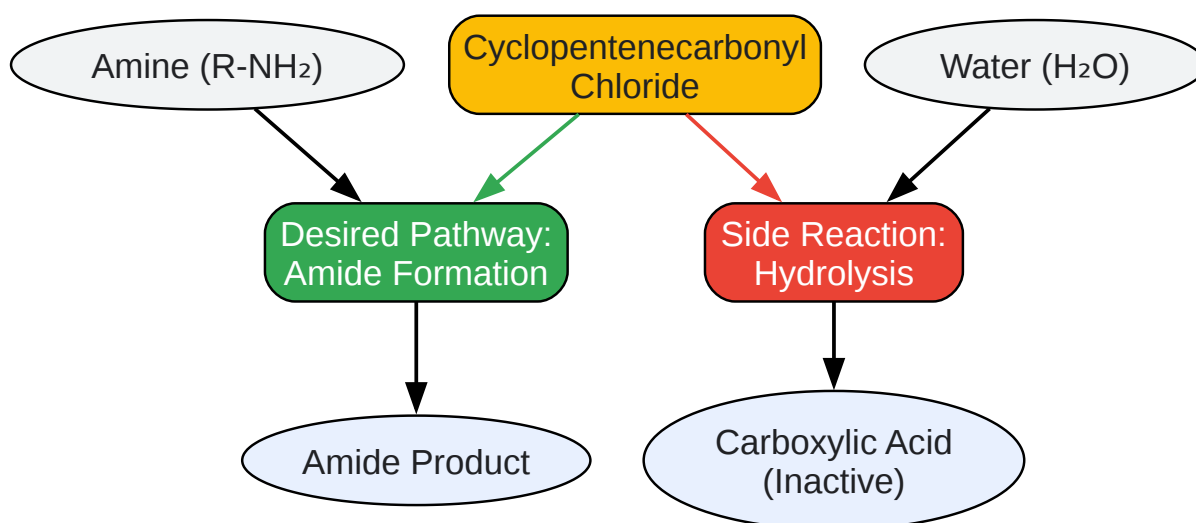 Amine (R-NH₂)
Cyclopentenecarbonyl
Chloride
Water (H₂O)
Desired Pathway:
Amide Formation
Side Reaction:
Hydrolysis
Amide Product
Carboxylic Acid
(Inactive)